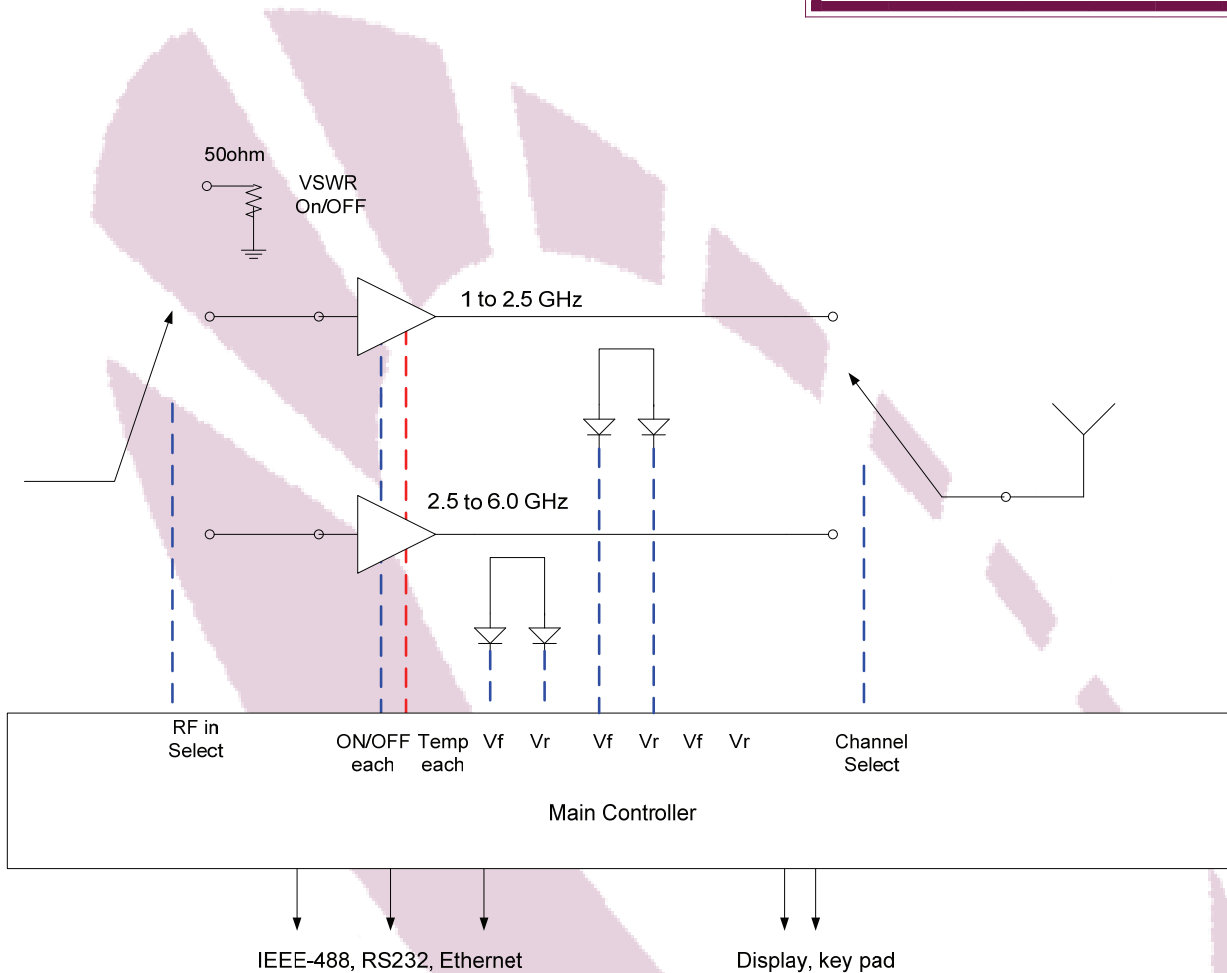 50ohm
VSWR
On/OFF
1 to 2.5 GHz
2.5 to 6.0 GHz
RF in
Select
ON/OFF
each
Temp
each
Vf
Vr
Vf
Vr
Vf
Vr
Channel
Select
Main Controller
IEEE-488, RS232, Ethernet
Display, key pad